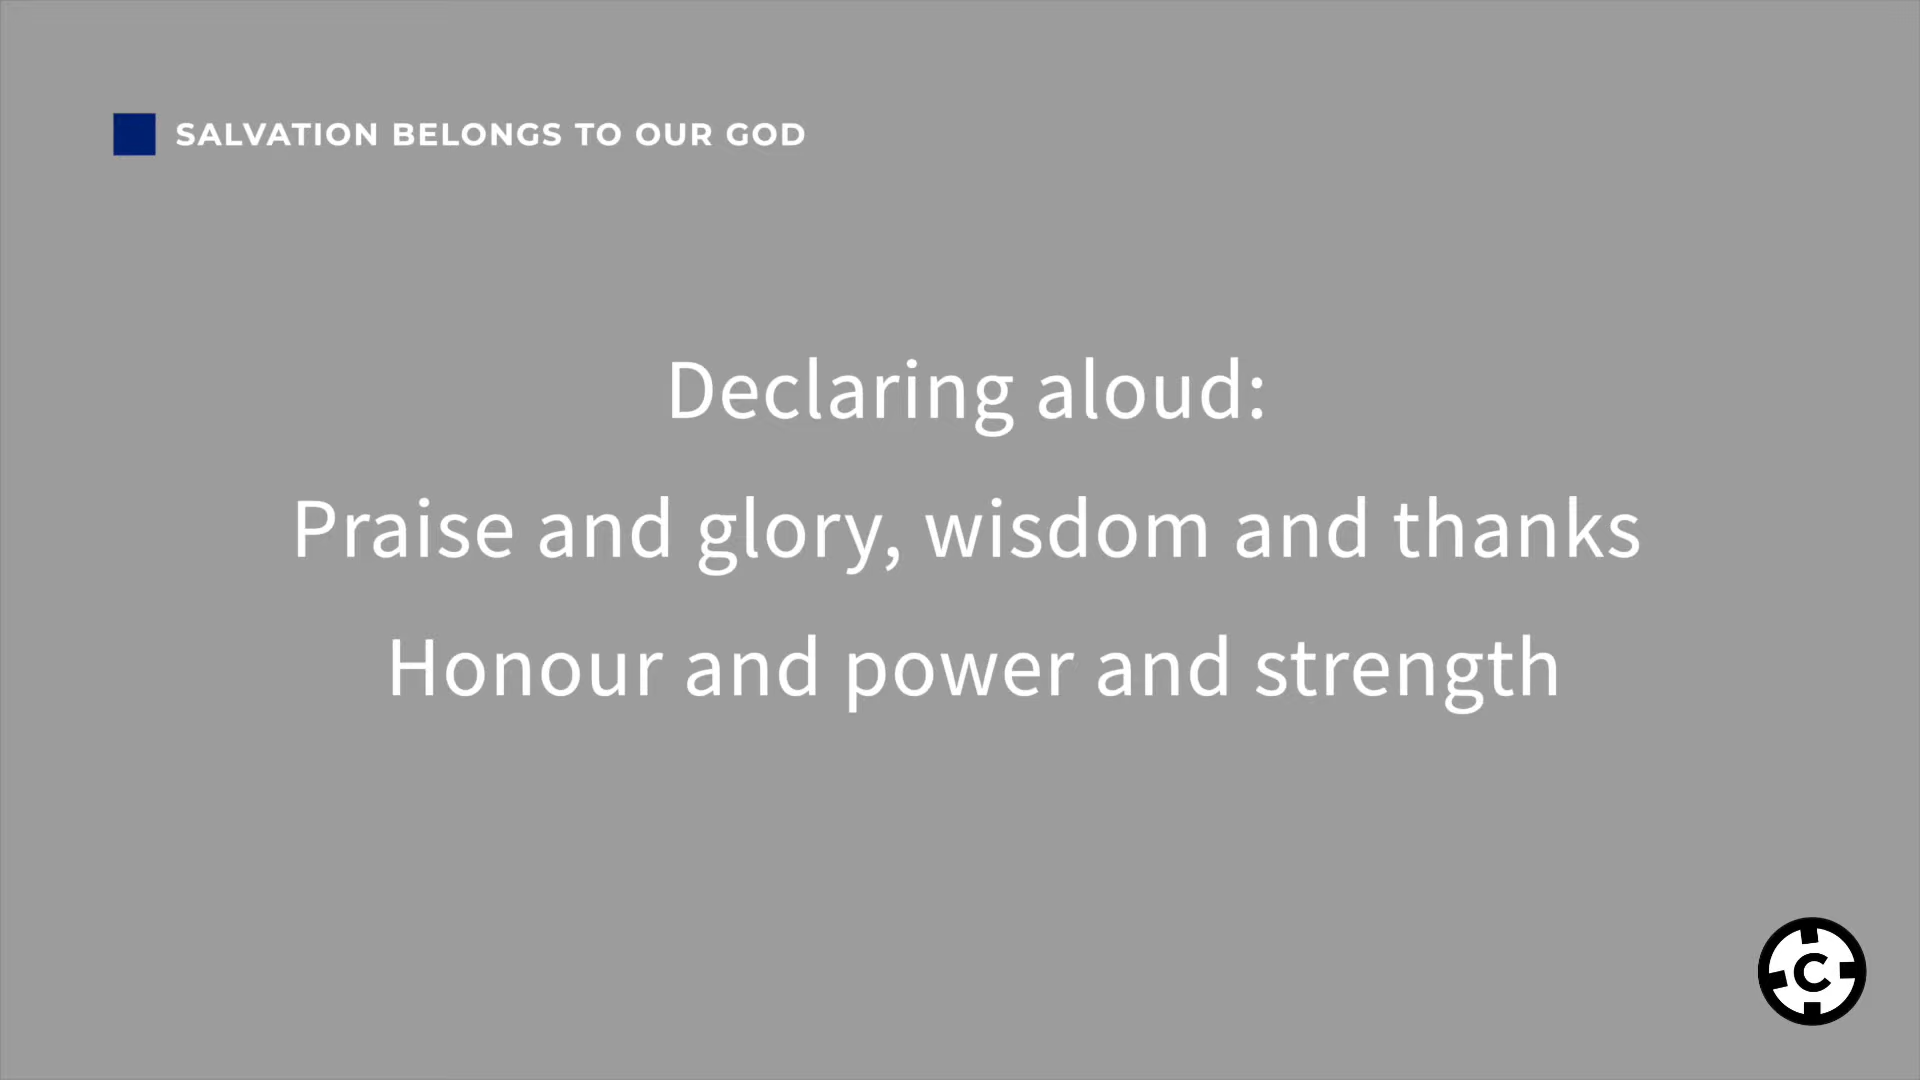 SALVATION BELONGS TO OUR GOD
Declaring aloud:
Praise and glory, wisdom and thanks
Honour and power and strength
C